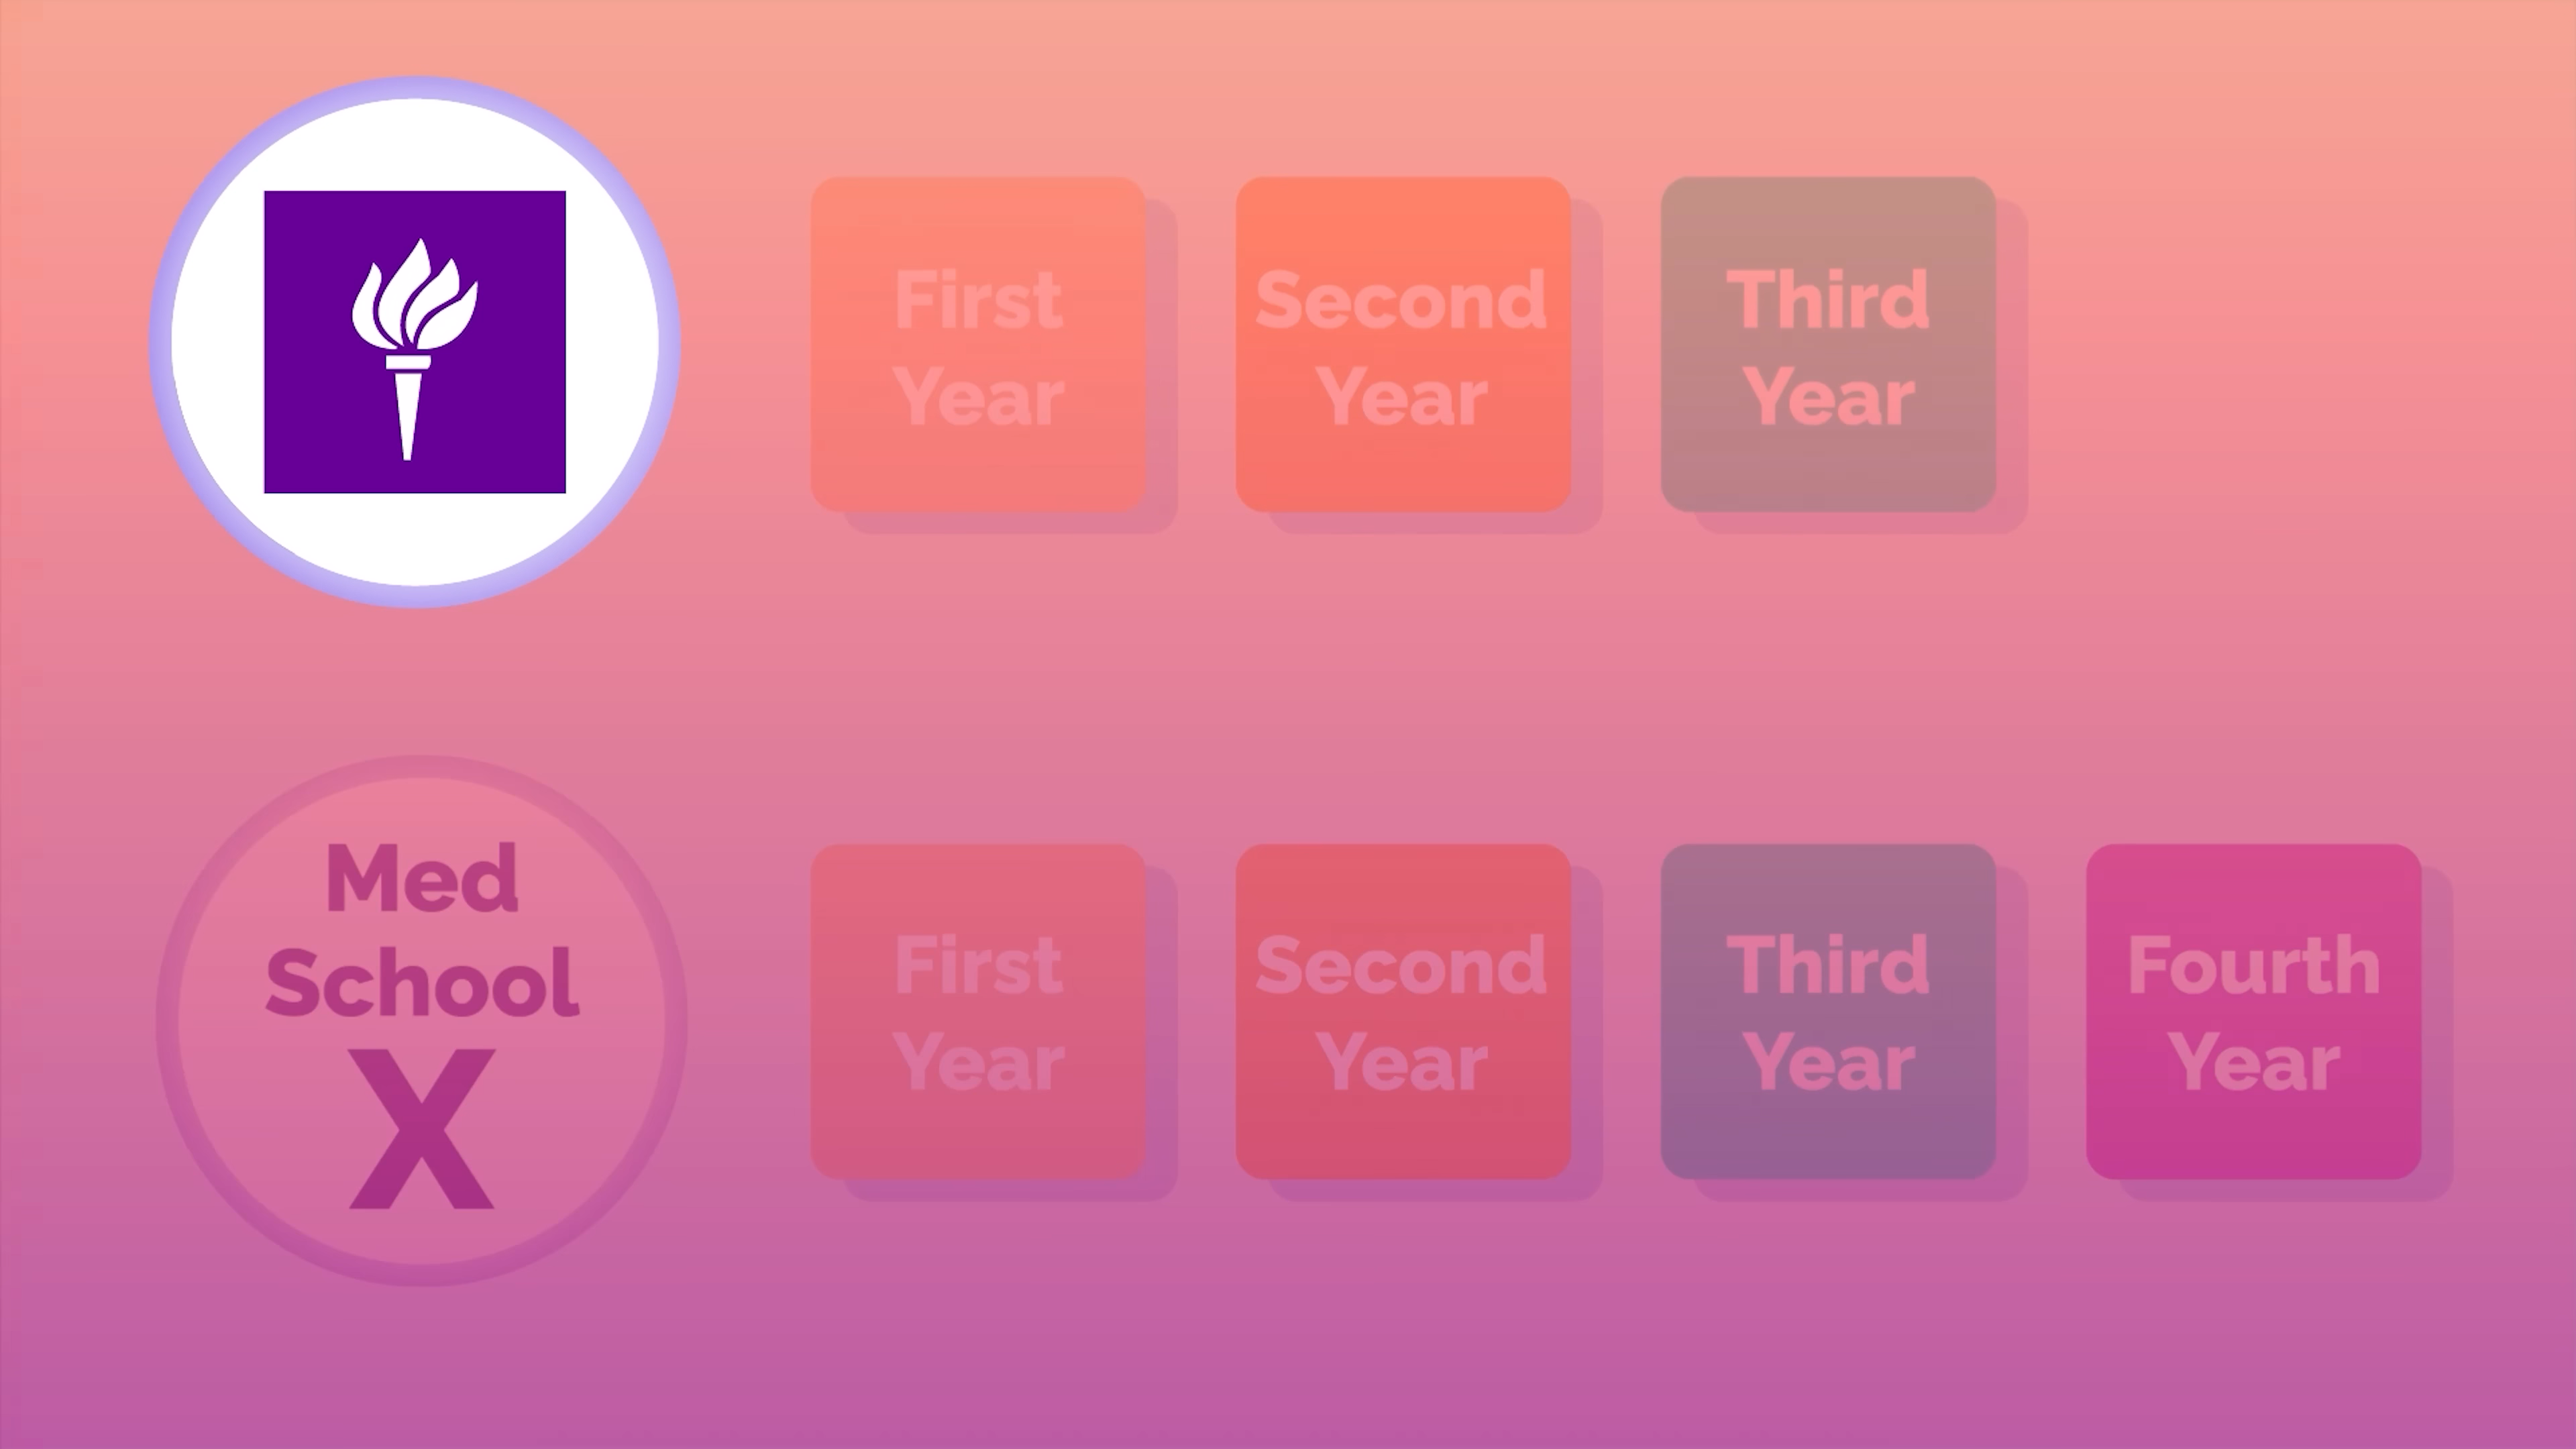 First
Year
Second
Year
Third
Year
Med
School
X
First
Year
Second
Year
Third
Year
Fourth
Year